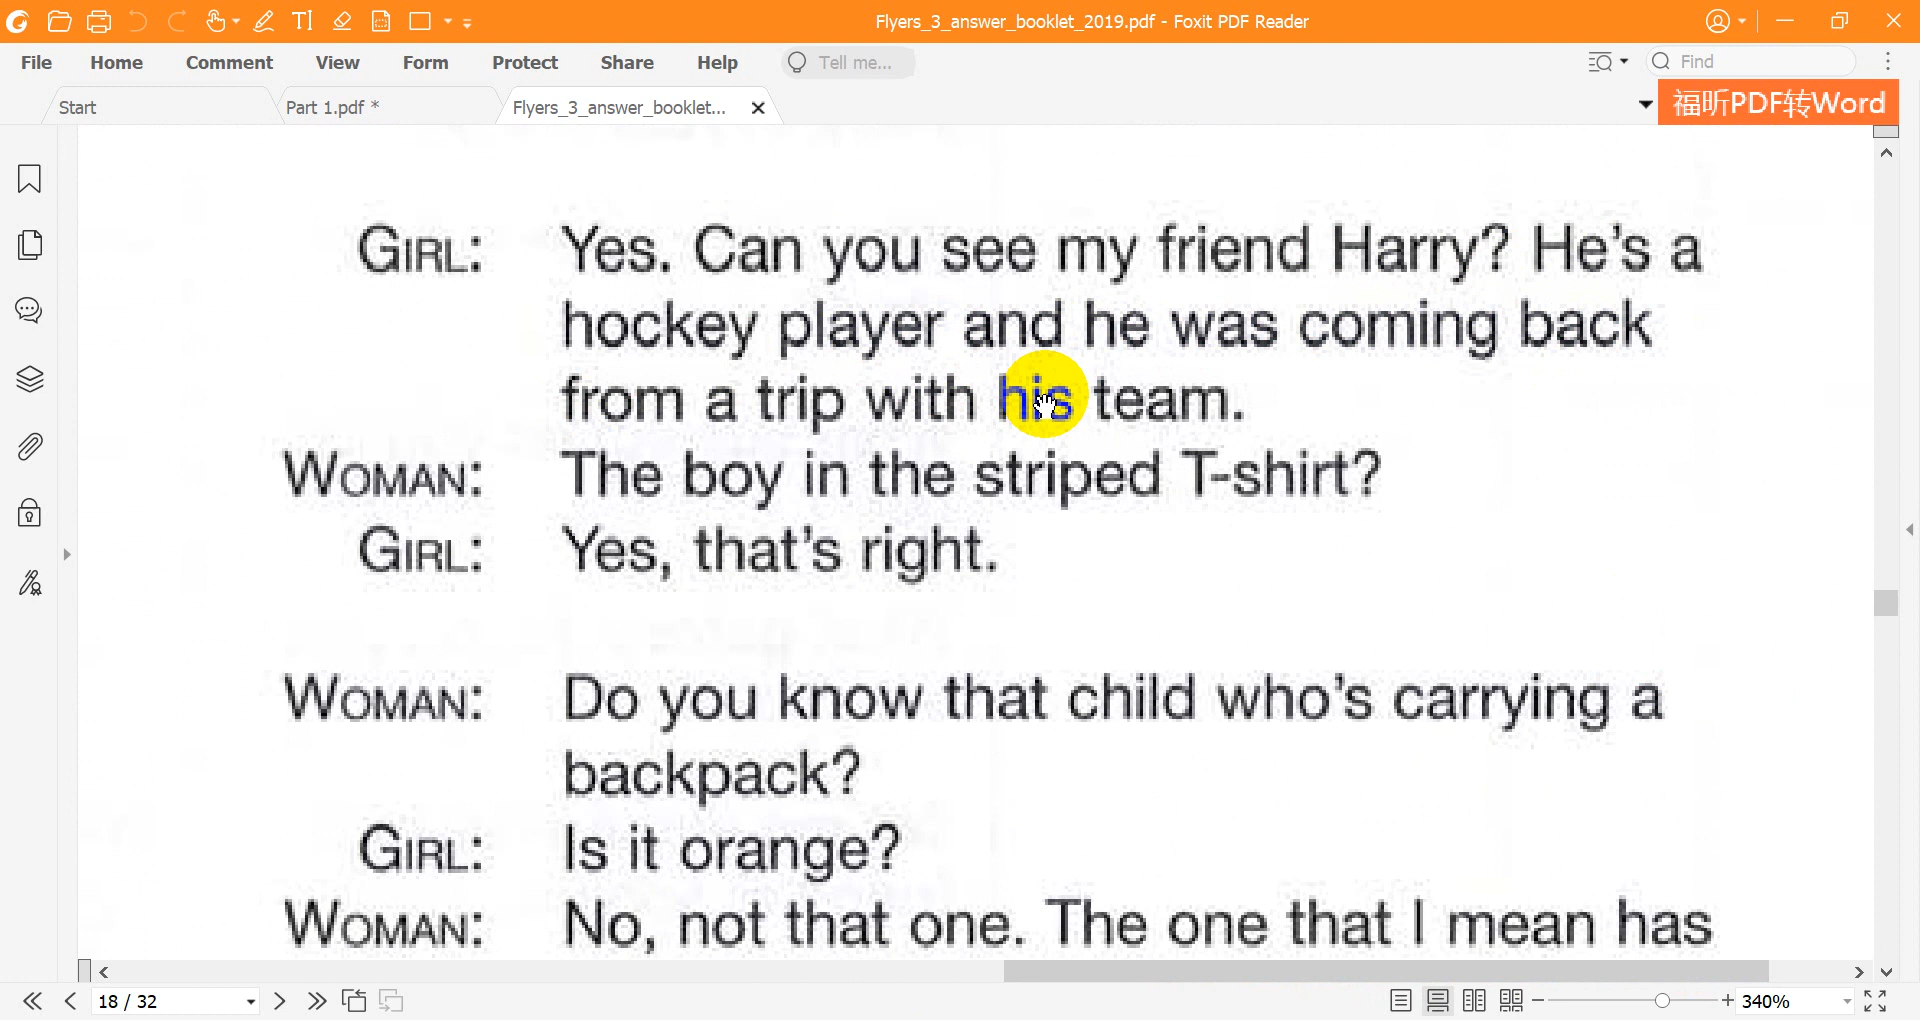 Flyers_3_answer_booklet_2019.pdf - Foxit PDF Reader
File Home Comment View Form Protect Share Help Tell me... Find
Start Part 1.pdf * Flyers_3_answer_booklet... 福昕PDF转Word
GIRL: Yes. Can you see my friend Harry? He's a
hockey player and he was coming back
from a trip with his team.
WOMAN: The boy in the striped T-shirt?
GIRL: Yes, that's right.
WOMAN: Do you know that child who's carrying a
backpack?
GIRL: Is it orange?
WOMAN: No, not that one. The one that I mean has
18 / 32 340%